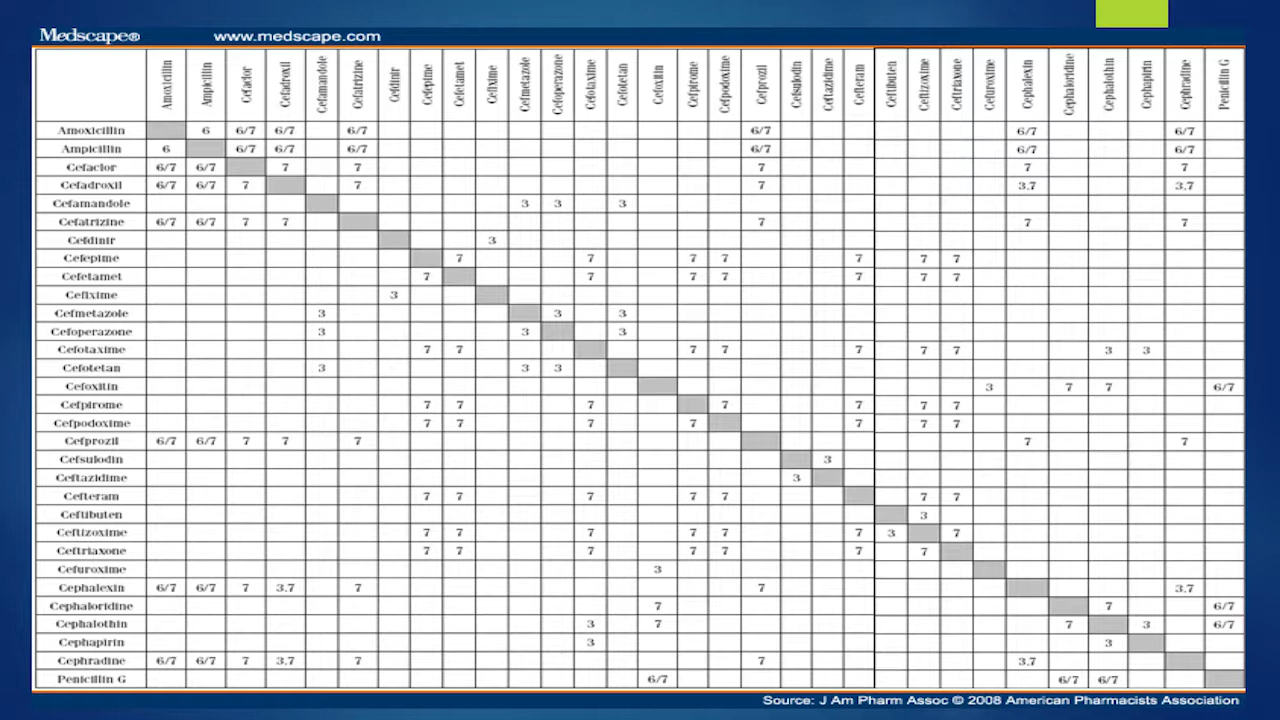 Medscape® www.medscape.com
Amoxicillin Ampicillin Cefaclor Cefadroxil Cefamandole Cefatrizine Cefdinir Cefepime Cefetamet Cefixime Cefmetazole Cefoperazone Cefotaxime Cefotetan Cefoxitin Cefpirome Cefpodoxime Cefprozil Cefsulodin Ceftazidime Cefteram Ceftibuten Ceftizoxime Ceftriaxone Cefuroxime Cephalexin Cephaloridine Cephalothin Cephapirin Cephradine Penicillin G
Amoxicillin 6 6/7 6/7 6/7 6/7 6/7 6/7
Ampicillin 6 6/7 6/7 6/7 6/7 6/7 6/7
Cefaclor 6/7 6/7 7 7 7 7 7
Cefadroxil 6/7 6/7 7 7 7 3.7 3.7
Cefamandole 3 3 3
Cefatrizine 6/7 6/7 7 7 7 7 7
Cefdinir 3
Cefepime 7 7 7 7 7 7 7
Cefetamet 7 7 7 7 7 7 7
Cefixime 3
Cefmetazole 3 3 3
Cefoperazone 3 3 3
Cefotaxime 7 7 7 7 7 7 7 3 3
Cefotetan 3 3 3
Cefoxitin 3 7 7 6/7
Cefpirome 7 7 7 7 7 7 7
Cefpodoxime 7 7 7 7 7 7 7
Cefprozil 6/7 6/7 7 7 7 7 7
Cefsulodin 3
Ceftazidime 3
Cefteram 7 7 7 7 7 7 7
Ceftibuten 3
Ceftizoxime 7 7 7 7 7 7 3 7
Ceftriaxone 7 7 7 7 7 7 7
Cefuroxime 3
Cephalexin 6/7 6/7 7 3.7 7 7 3.7
Cephaloridine 7 7 6/7
Cephalothin 3 7 7 3 6/7
Cephapirin 3 3
Cephradine 6/7 6/7 7 3.7 7 7 3.7
Penicillin G 6/7 6/7 6/7
Source: J Am Pharm Assoc © 2008 American Pharmacists Association